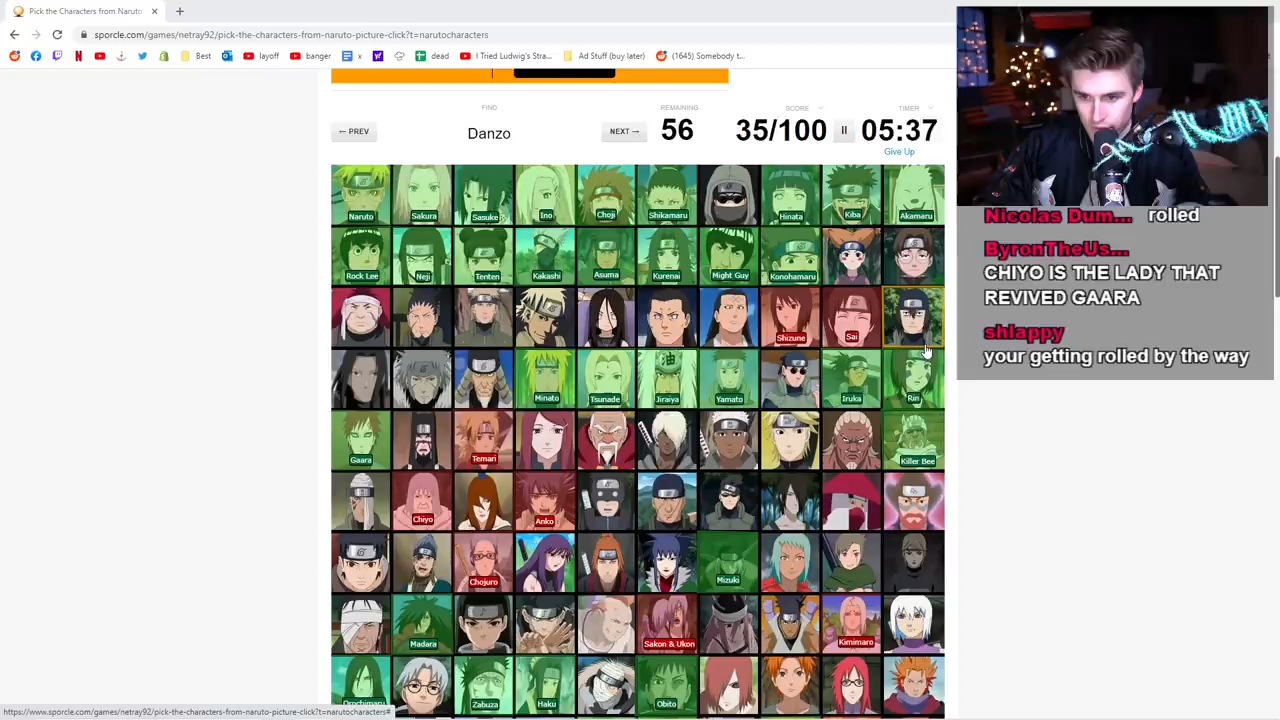 Pick the Characters from Naruto
sporcle.com/games/netray92/pick-the-characters-from-naruto-picture-click?t=narutocharacters
Best
layoff
banger
x
dead
I Tried Ludwig's Stra...
Ad Stuff (buy later)
(1645) Somebody t...
FIND
REMAINING
SCORE
TIMER
← PREV
Danzo
NEXT →
56
35/100
05:37
Give Up
Naruto
Sakura
Sasuke
Ino
Choji
Shikamaru
Hinata
Kiba
Akamaru
Rock Lee
Neji
Tenten
Kakashi
Asuma
Kurenai
Might Guy
Konohamaru
Shizune
Sai
Minato
Tsunade
Jiraiya
Yamato
Iruka
Rin
Gaara
Temari
Killer Bee
Chiyo
Anko
Chojuro
Mizuki
Madara
Sakon & Ukon
Kimimaro
Orochimaru
Zabuza
Haku
Obito
Nicolas Dum... rolled
ByronTheUs...
CHIYO IS THE LADY THAT
REVIVED GAARA
shlappy
your getting rolled by the way
https://www.sporcle.com/games/netray92/pick-the-characters-from-naruto-picture-click?t=narutocharacters#